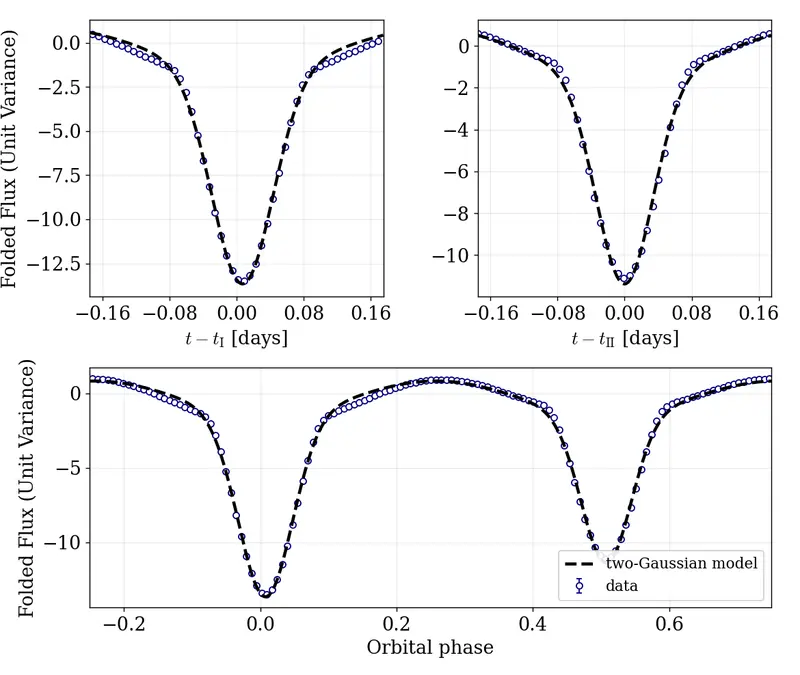 Folded Flux (Unit Variance)
0.0
−2.5
−5.0
−7.5
−10.0
−12.5
−0.16 −0.08 0.00 0.08 0.16
t − tI [days]
0
−2
−4
−6
−8
−10
−0.16 −0.08 0.00 0.08 0.16
t − tII [days]
Folded Flux (Unit Variance)
0
−5
−10
−0.2 0.0 0.2 0.4 0.6
Orbital phase
two-Gaussian model
data